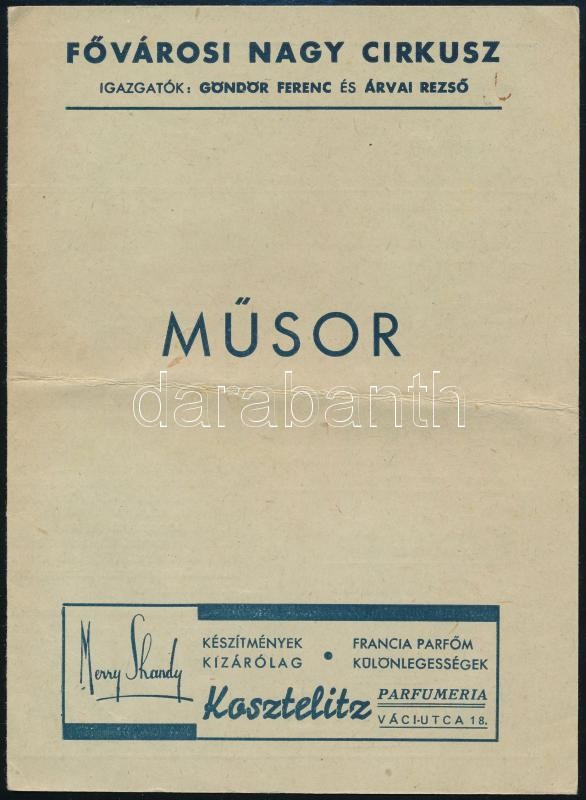 FŐVÁROSI NAGY CIRKUSZ
IGAZGATÓK: GÖNDÖR FERENC ÉS ÁRVAI REZSŐ
MŰSOR
darabanth
Merry Shandy
KÉSZÍTMÉNYEK
KIZÁRÓLAG
•
FRANCIA PARFŐM
KÜLÖNLEGESSÉGEK
Kosztelitz
PARFUMERIA
VÁCI-UTCA 18.